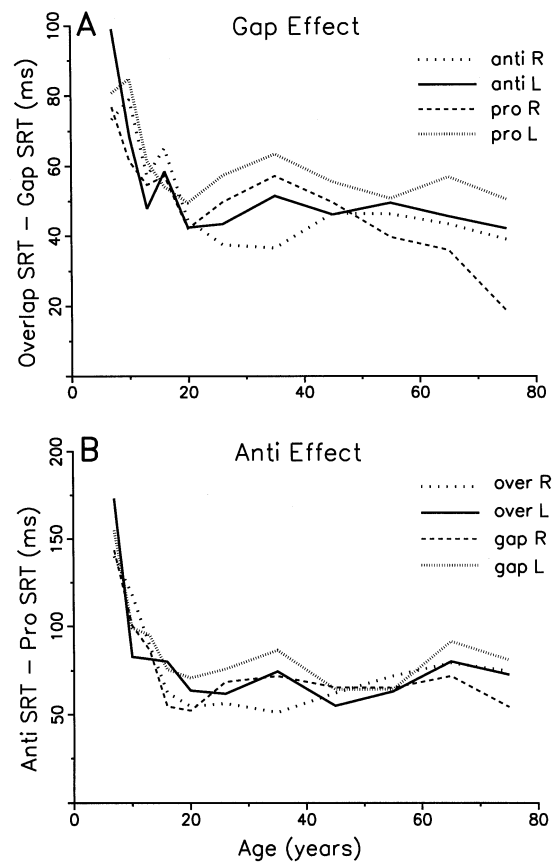 A
Gap Effect
100
80
60
40
20
Overlap SRT – Gap SRT (ms)
anti R
anti L
pro R
pro L
0 20 40 60 80
B
Anti Effect
200
150
100
50
Anti SRT – Pro SRT (ms)
over R
over L
gap R
gap L
0 20 40 60 80
Age (years)